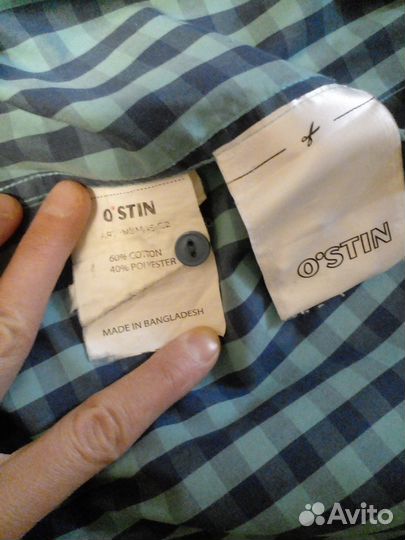 O'STIN
60% COTTON
40% POLYESTER
MADE IN BANGLADESH
O'STIN
Avito